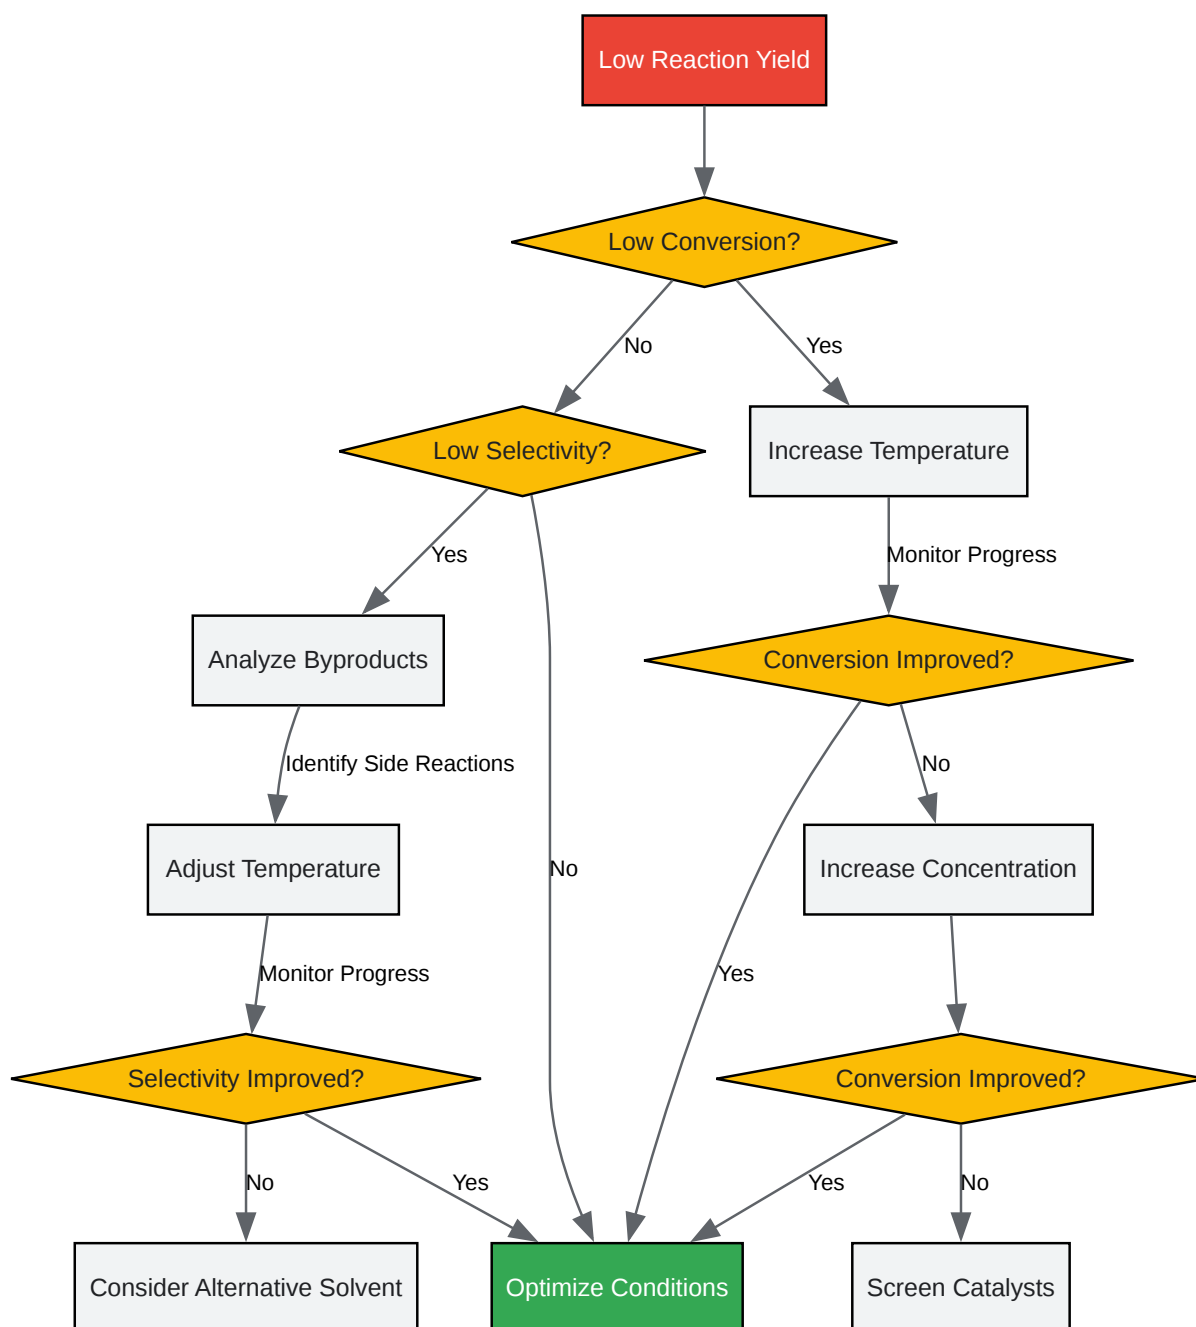 Low Reaction Yield
Low Conversion?
No
Yes
Low Selectivity?
Increase Temperature
Yes
Monitor Progress
Analyze Byproducts
Conversion Improved?
Identify Side Reactions
No
Adjust Temperature
No
Increase Concentration
Monitor Progress
Yes
Selectivity Improved?
Conversion Improved?
No
Yes
Yes
No
Consider Alternative Solvent
Optimize Conditions
Screen Catalysts